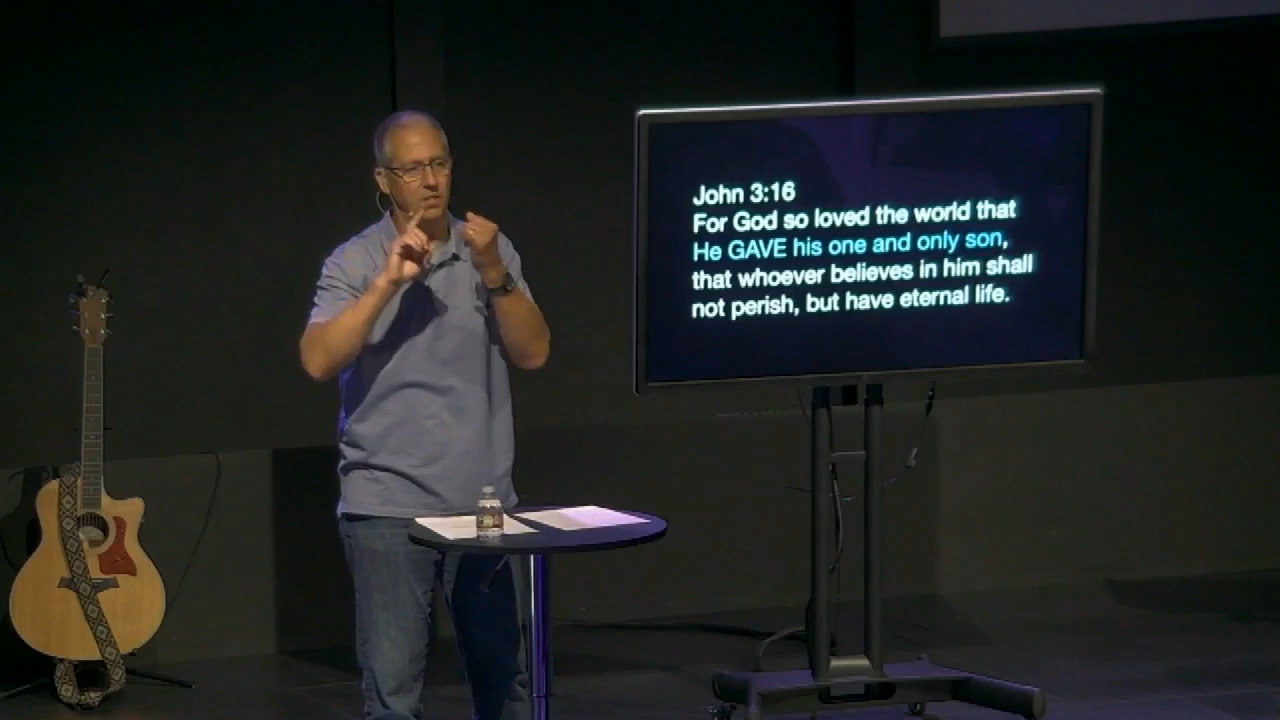 John 3:16
For God so loved the world that
He GAVE his one and only son,
that whoever believes in him shall
not perish, but have eternal life.